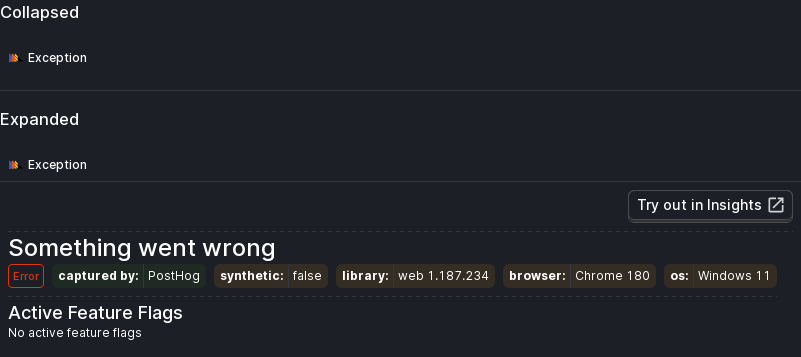 Collapsed
Exception
Expanded
Exception
Try out in Insights
Something went wrong
Error captured by: PostHog synthetic: false library: web 1.187.234 browser: Chrome 180 os: Windows 11
Active Feature Flags
No active feature flags